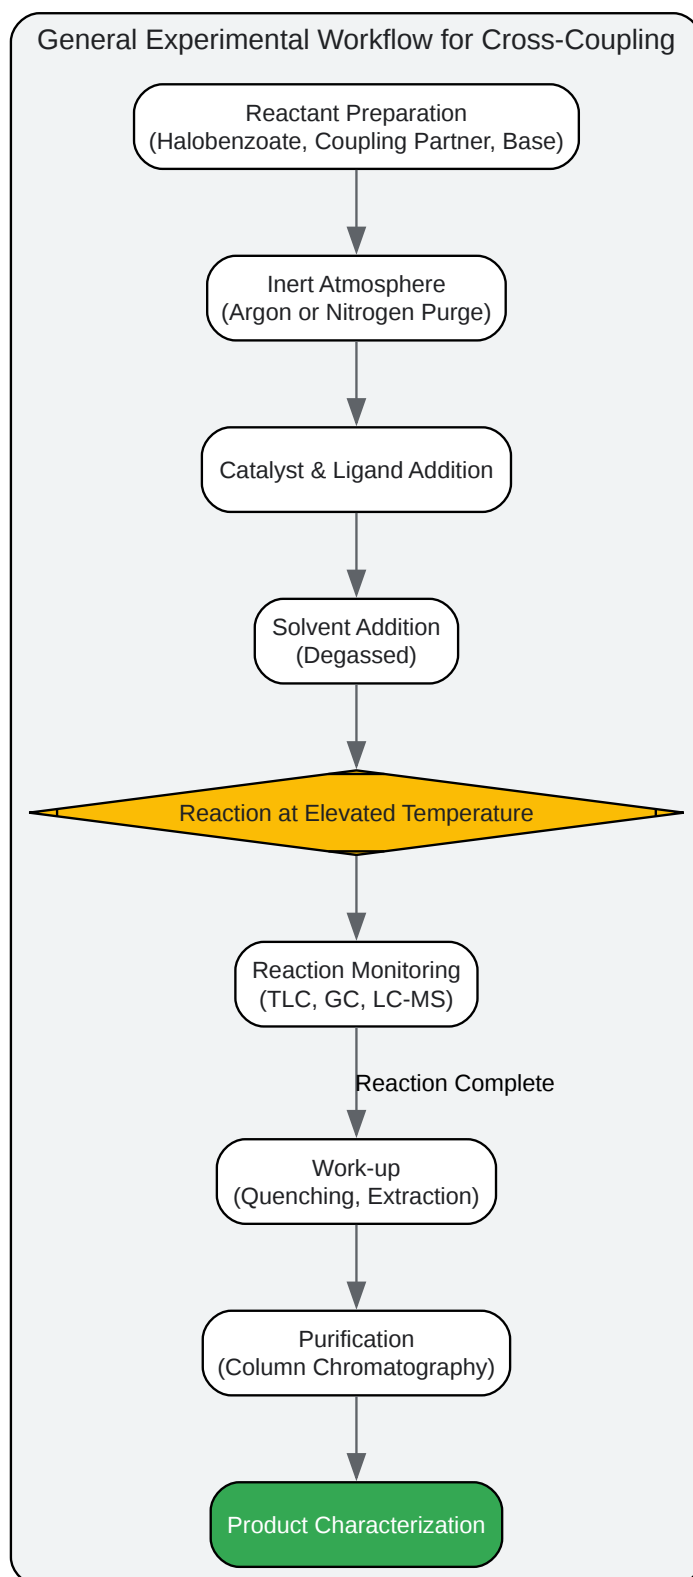 General Experimental Workflow for Cross-Coupling
Reactant Preparation
(Halobenzoate, Coupling Partner, Base)
Inert Atmosphere
(Argon or Nitrogen Purge)
Catalyst & Ligand Addition
Solvent Addition
(Degassed)
Reaction at Elevated Temperature
Reaction Monitoring
(TLC, GC, LC-MS)
Reaction Complete
Work-up
(Quenching, Extraction)
Purification
(Column Chromatography)
Product Characterization